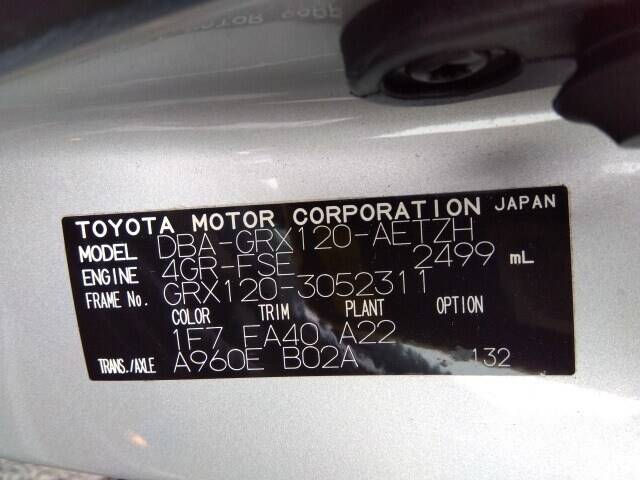 TOYOTA MOTOR CORPORATION JAPAN
MODEL DBA-GRX120-AETZH
ENGINE 4GR-FSE 2499 mL
FRAME No. GRX120-3052311
COLOR TRIM PLANT OPTION
1F7 EA40 A22
TRANS./AXLE A960E B02A 132